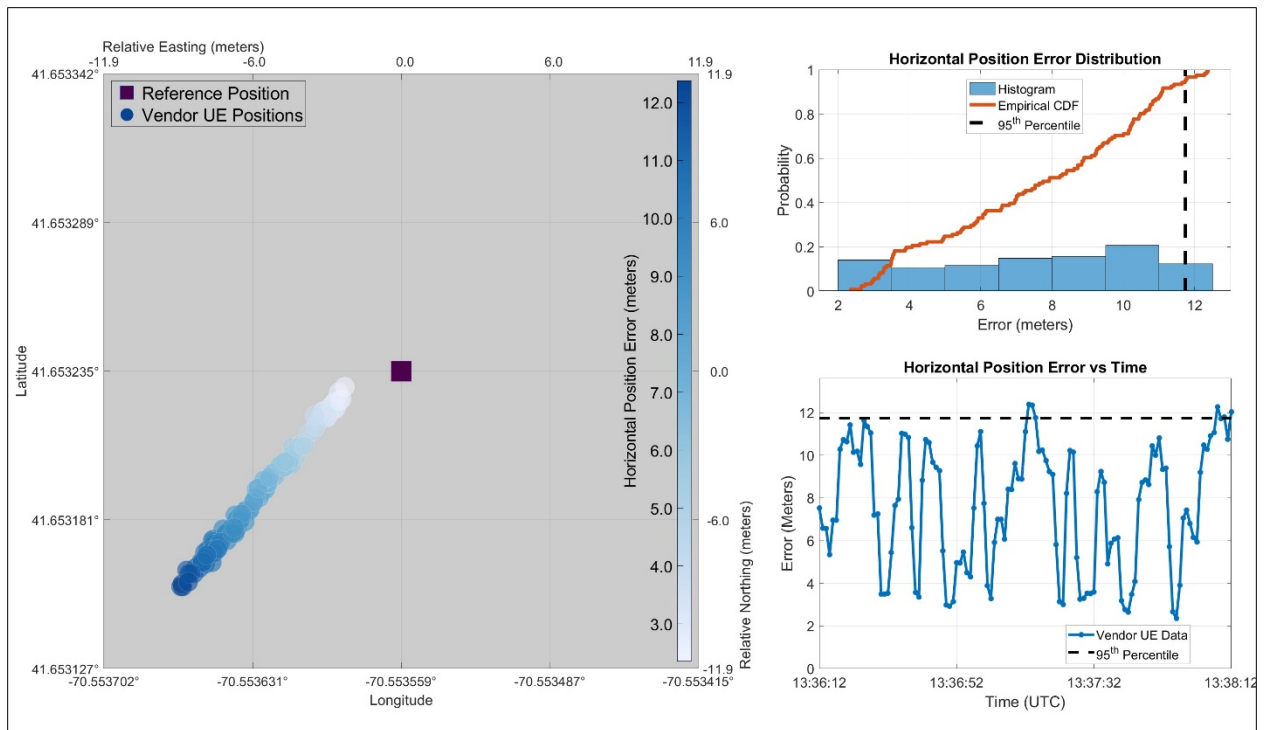 Relative Easting (meters)
-11.9 -6.0 0.0 6.0 11.9
41.653342°
41.653289°
41.653235°
41.653181°
41.653127°
Latitude
Reference Position
Vendor UE Positions
-70.553702° -70.553631° -70.553559° -70.553487° -70.553415°
Longitude
Horizontal Position Error (meters)
12.0
11.0
10.0
9.0
8.0
7.0
6.0
5.0
4.0
3.0
11.9
6.0
0.0
-6.0
-11.9
Relative Northing (meters)
Horizontal Position Error Distribution
Histogram
Empirical CDF
95th Percentile
1
0.8
0.6
0.4
0.2
0
Probability
2 4 6 8 10 12
Error (meters)
Horizontal Position Error vs Time
12
10
8
6
4
2
0
Error (Meters)
Vendor UE Data
95th Percentile
13:36:12 13:36:52 13:37:32 13:38:12
Time (UTC)